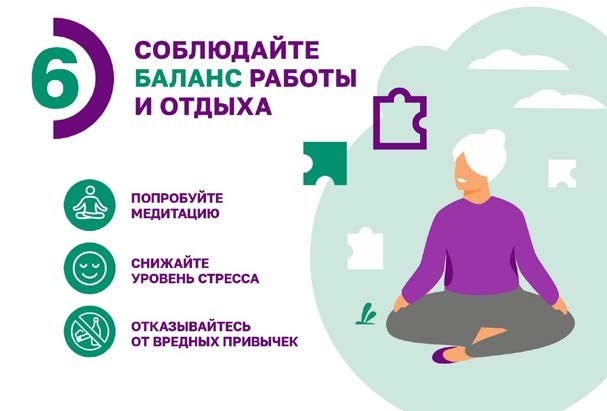 6
СОБЛЮДАЙТЕ
БАЛАНС РАБОТЫ
И ОТДЫХА
ПОПРОБУЙТЕ
МЕДИТАЦИЮ
СНИЖАЙТЕ
УРОВЕНЬ СТРЕССА
ОТКАЗЫВАЙТЕСЬ
ОТ ВРЕДНЫХ ПРИВЫЧЕК